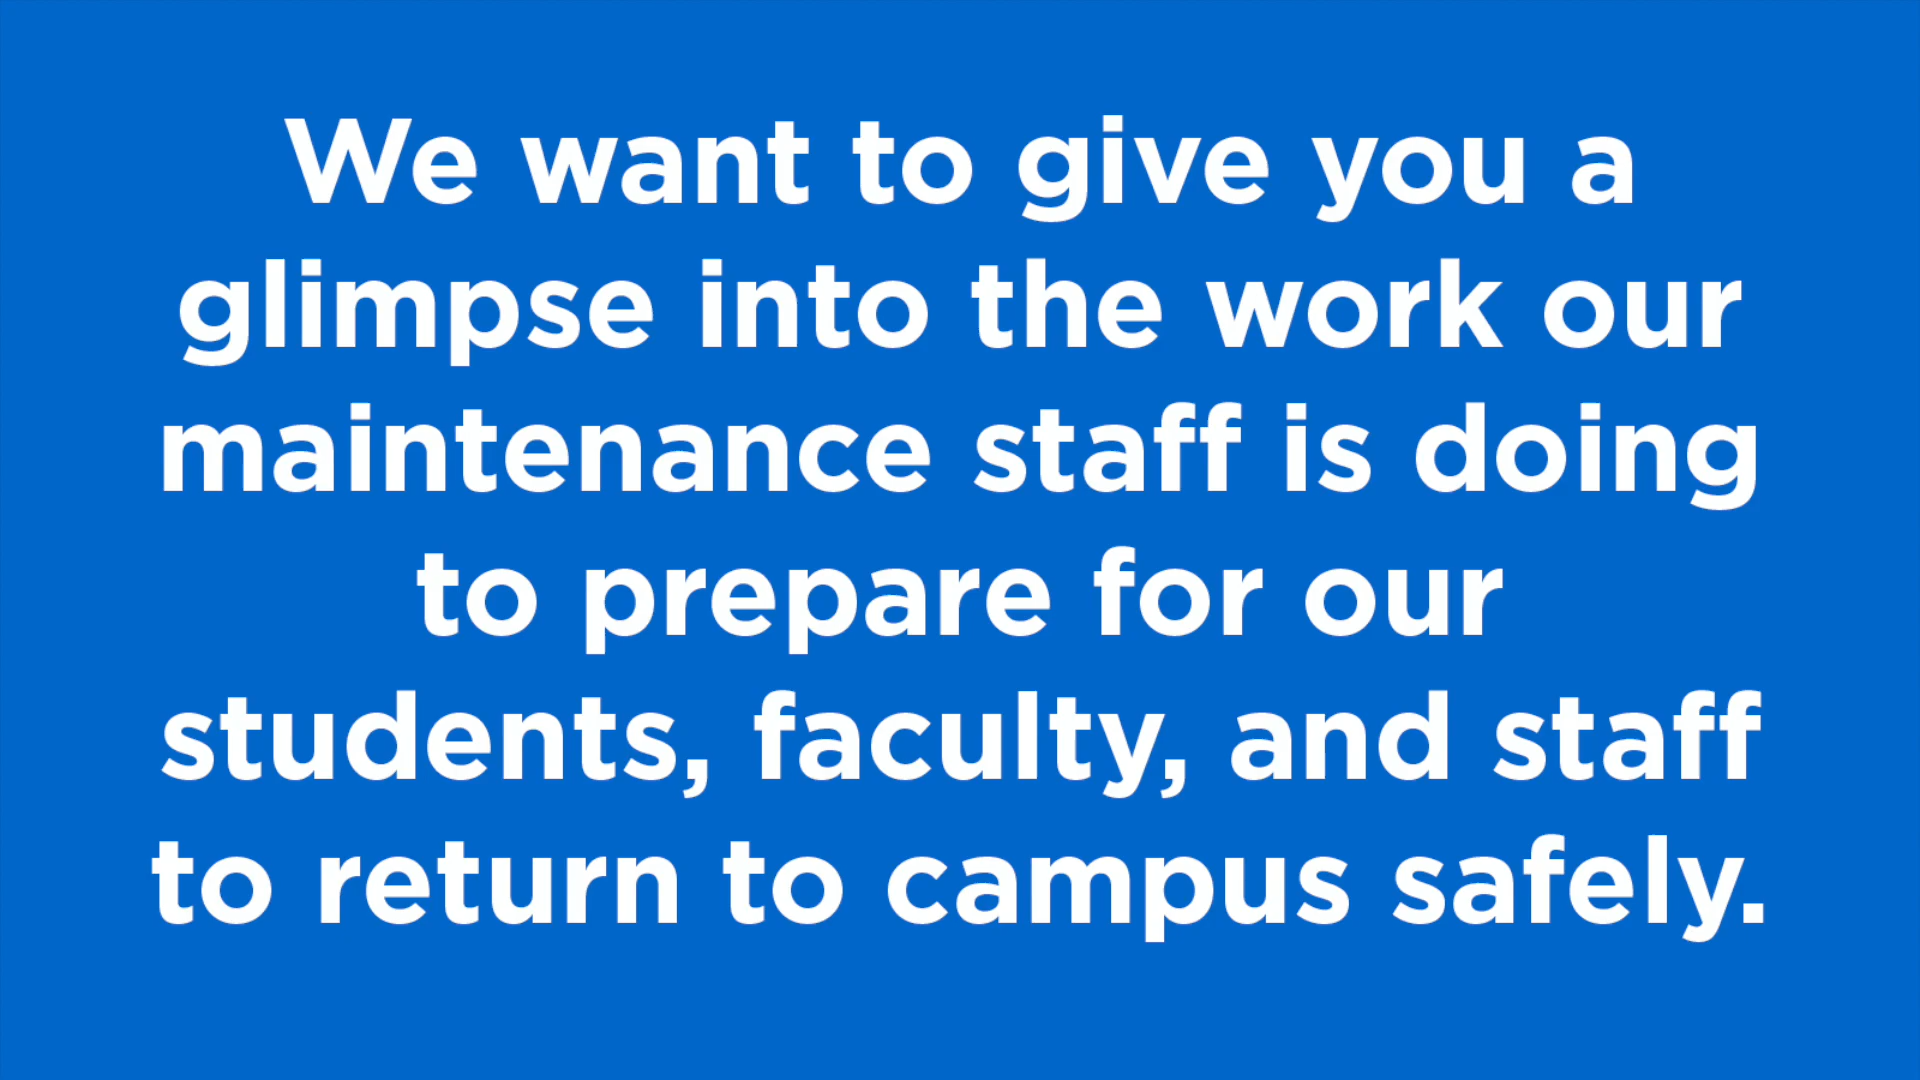 We want to give you a
glimpse into the work our
maintenance staff is doing
to prepare for our
students, faculty, and staff
to return to campus safely.